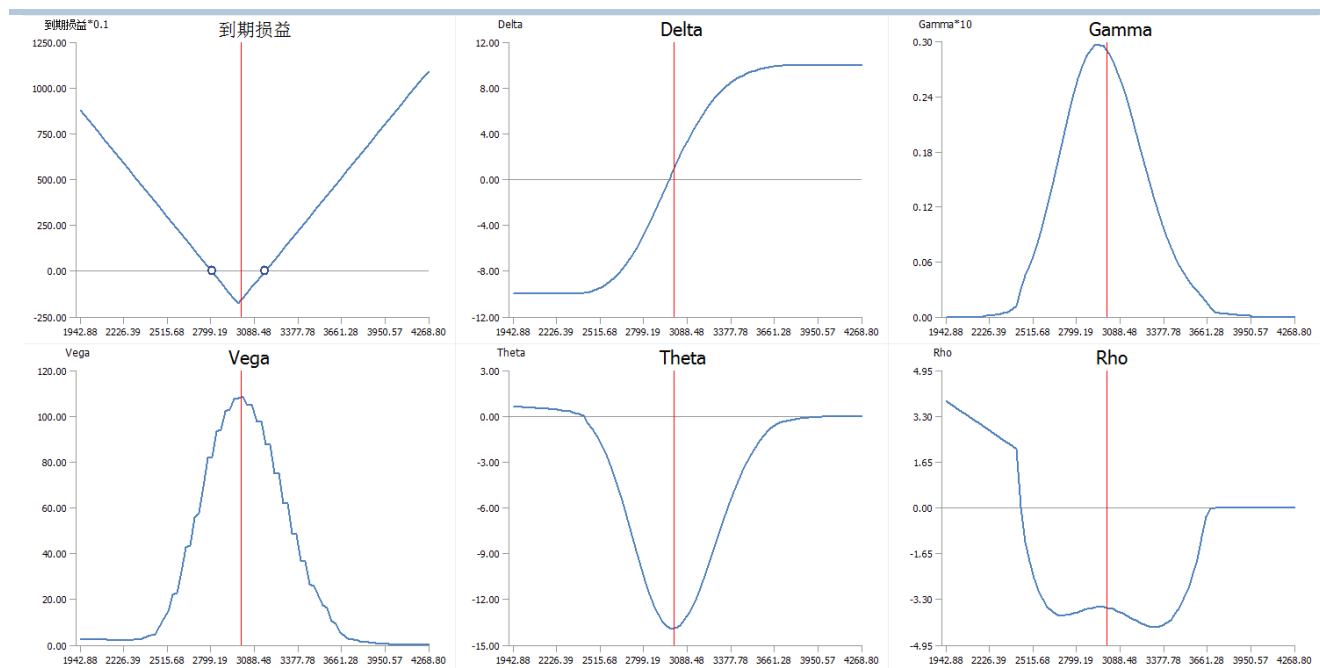 到期损益*0.1
到期损益
1250.00
1000.00
750.00
500.00
250.00
0.00
-250.00
1942.88 2226.39 2515.68 2799.19 3088.48 3377.78 3661.28 3950.57 4268.80
Delta
Delta
12.00
8.00
4.00
0.00
-4.00
-8.00
-12.00
1942.88 2226.39 2515.68 2799.19 3088.48 3377.78 3661.28 3950.57 4268.80
Gamma*10
Gamma
0.30
0.24
0.18
0.12
0.06
0.00
1942.88 2226.39 2515.68 2799.19 3088.48 3377.78 3661.28 3950.57 4268.80
Vega
Vega
120.00
100.00
80.00
60.00
40.00
20.00
0.00
1942.88 2226.39 2515.68 2799.19 3088.48 3377.78 3661.28 3950.57 4268.80
Theta
Theta
3.00
0.00
-3.00
-6.00
-9.00
-12.00
-15.00
1942.88 2226.39 2515.68 2799.19 3088.48 3377.78 3661.28 3950.57 4268.80
Rho
Rho
4.95
3.30
1.65
0.00
-1.65
-3.30
-4.95
1942.88 2226.39 2515.68 2799.19 3088.48 3377.78 3661.28 3950.57 4268.80